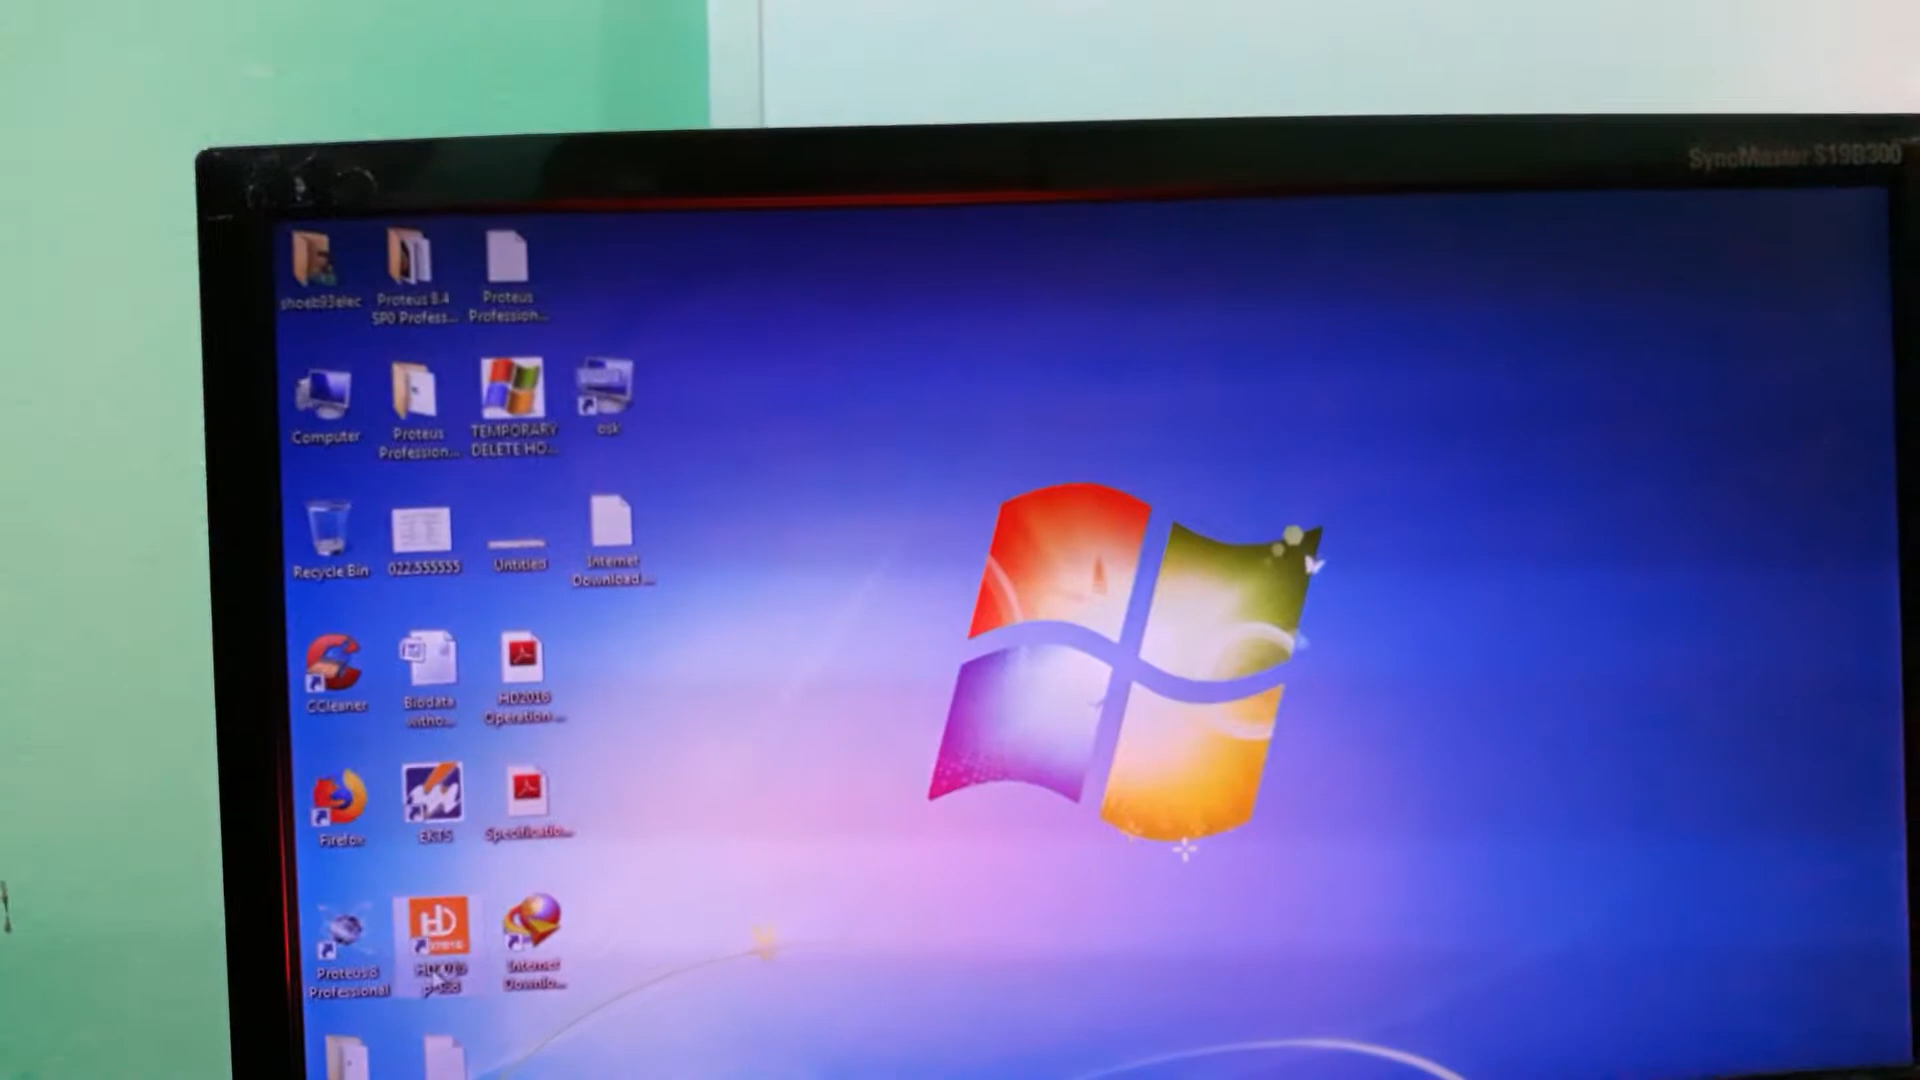 SyncMaster S19B300
shoeb93elec
Proteus 8.4
SP0 Profess...
Proteus
Profession...
Computer
Proteus
Profession...
TEMPORARY
DELETE HO...
osk
Recycle Bin
022.555555
Untitled
Internet
Download ...
CCleaner
Biodata
witho...
HD2016
Operation ...
Firefox
EKTS
Specificatio...
HD
Proteus 8
Professional
Internet
Downlo...